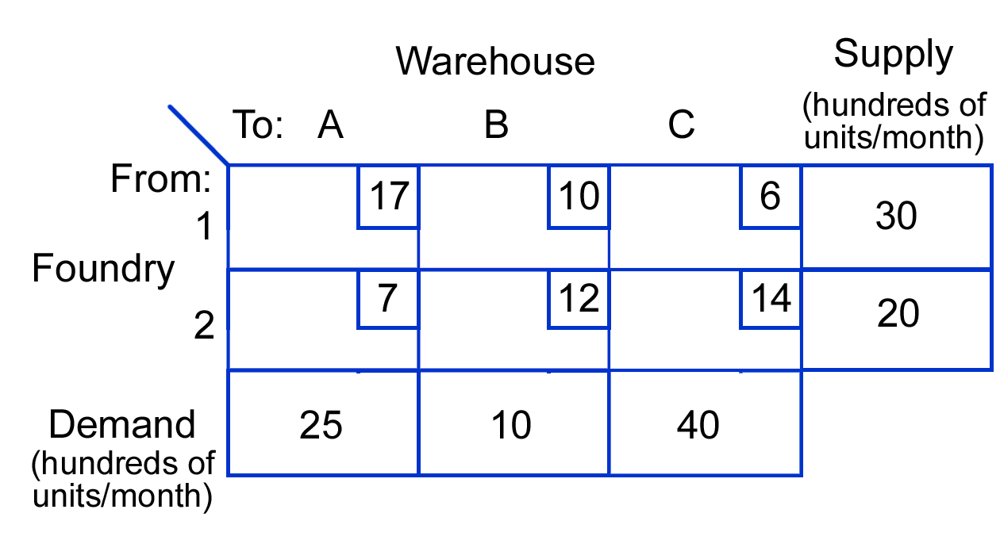 Warehouse
Supply
(hundreds of
units/month)
To: A B C
From:
1
17 10 6 30
Foundry
2
7 12 14 20
Demand
(hundreds of
units/month)
25 10 40